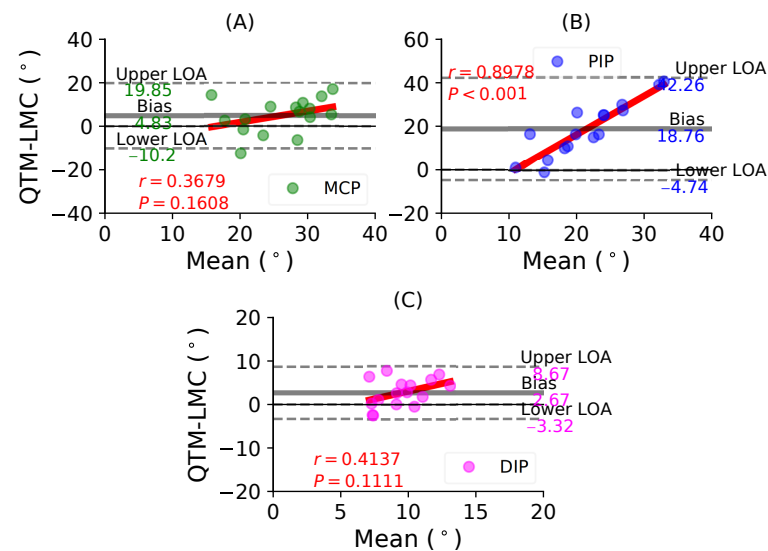 (A)
40
20
0
−20
−40
0
10
20
30
40
QTM-LMC (°)
Mean (°)
Upper LOA
19.85
Bias
4.83
Lower LOA
−10.2
r = 0.3679
P = 0.1608
MCP
(B)
60
40
20
0
−20
0
10
20
30
40
Mean (°)
r = 0.8978
P < 0.001
PIP
Upper LOA
42.26
Bias
18.76
Lower LOA
−4.74
(C)
20
10
0
−10
−20
0
5
10
15
20
QTM-LMC (°)
Mean (°)
Upper LOA
8.67
Bias
2.67
Lower LOA
−3.32
r = 0.4137
P = 0.1111
DIP